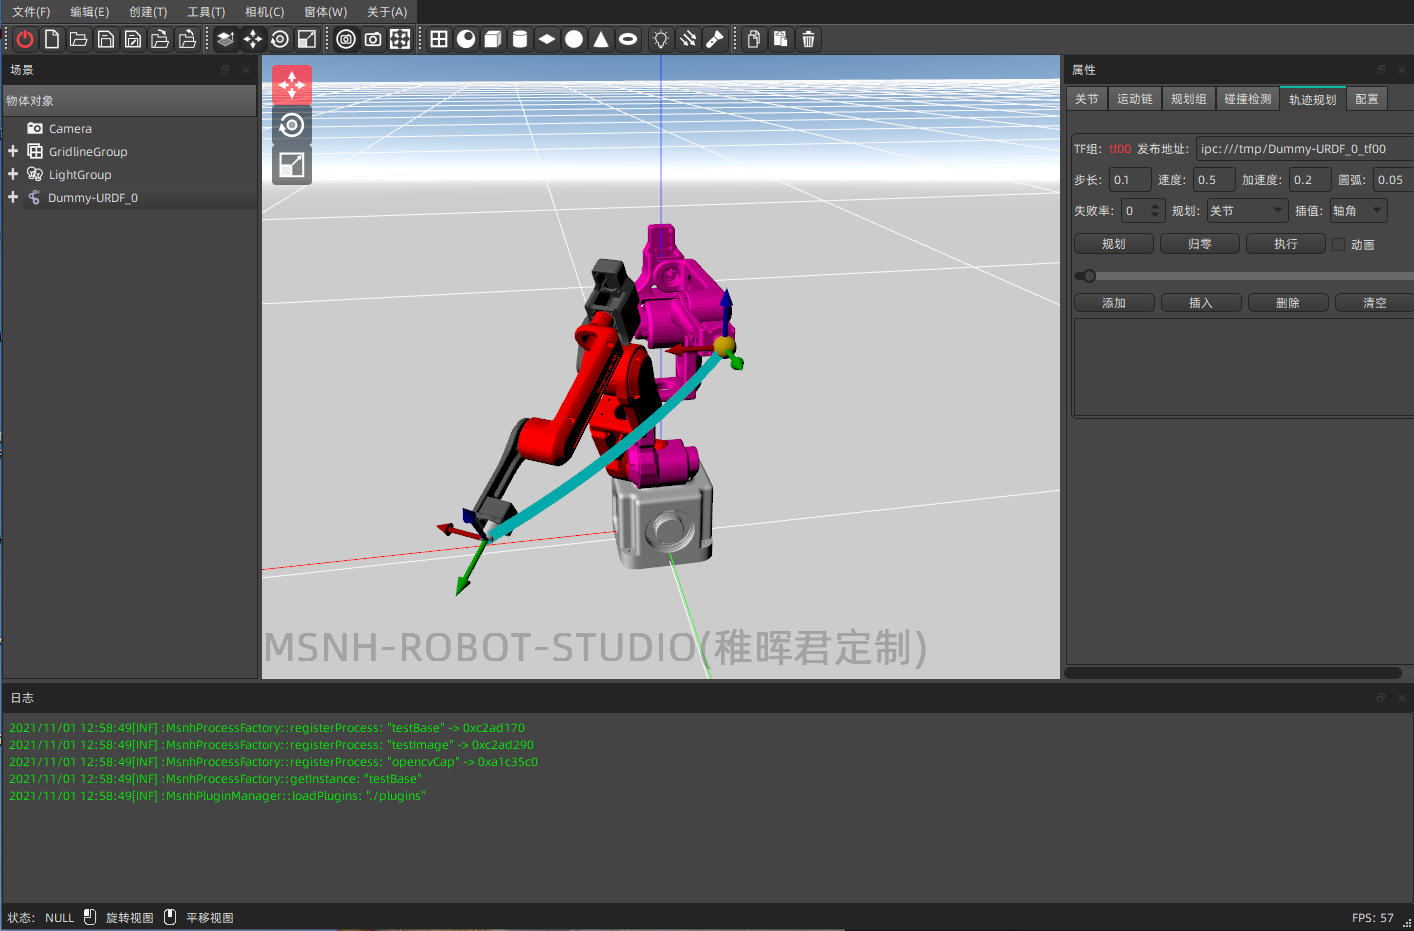 文件(F) 编辑(E) 创建(T) 工具(T) 相机(C) 窗体(W) 关于(A)
场景
物体对象
Camera
GridlineGroup
LightGroup
Dummy-URDF_0
MSNH-ROBOT-STUDIO(稚晖君定制)
属性
关节 运动链 规划组 碰撞检测 轨迹规划 配置
TF组: tf00 发布地址: ipc:///tmp/Dummy-URDF_0_tf00
步长: 0.1 速度: 0.5 加速度: 0.2 圆弧: 0.05
失败率: 0 规划: 关节 插值: 轴角
规划 归零 执行 动画
添加 插入 删除 清空
日志
2021/11/01 12:58:49[INF] :MsnhProcessFactory::registerProcess: "testBase" -> 0xc2ad170
2021/11/01 12:58:49[INF] :MsnhProcessFactory::registerProcess: "testImage" -> 0xc2ad290
2021/11/01 12:58:49[INF] :MsnhProcessFactory::registerProcess: "opencvCap" -> 0xa1c35c0
2021/11/01 12:58:49[INF] :MsnhProcessFactory::getInstance: "testBase"
2021/11/01 12:58:49[INF] :MsnhPluginManager::loadPlugins: "./plugins"
状态: NULL 旋转视图 平移视图 FPS: 57